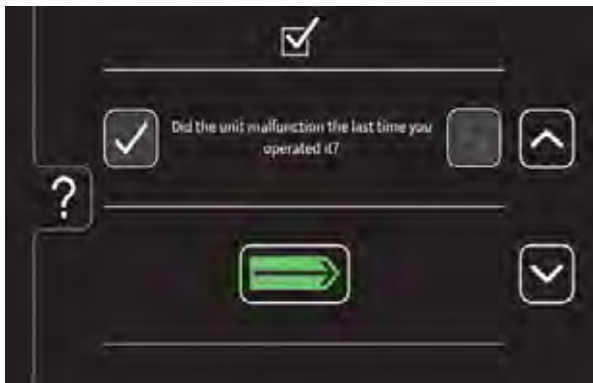 Did the unit malfunction the last time you
operated it?
?